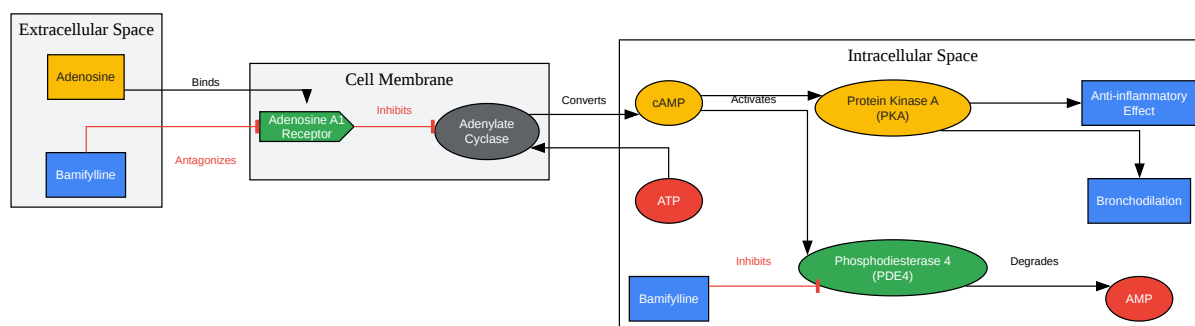 Extracellular Space
Adenosine
Bamifylline
Binds
Antagonizes
Cell Membrane
Adenosine A1
Receptor
Inhibits
Adenylate
Cyclase
Converts
Intracellular Space
cAMP
Activates
Protein Kinase A
(PKA)
Anti-inflammatory
Effect
Bronchodilation
ATP
Bamifylline
Inhibits
Phosphodiesterase 4
(PDE4)
Degrades
AMP